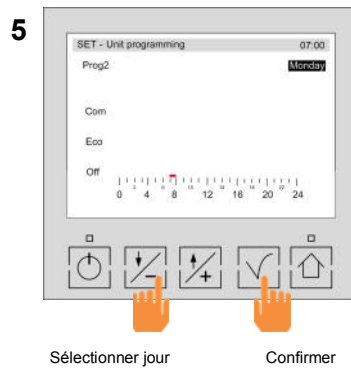 5
SET - Unit programming 07:00
Prog2 Monday
Com
Eco
Off
0 4 8 12 16 20 24
Sélectionner jour Confirmer